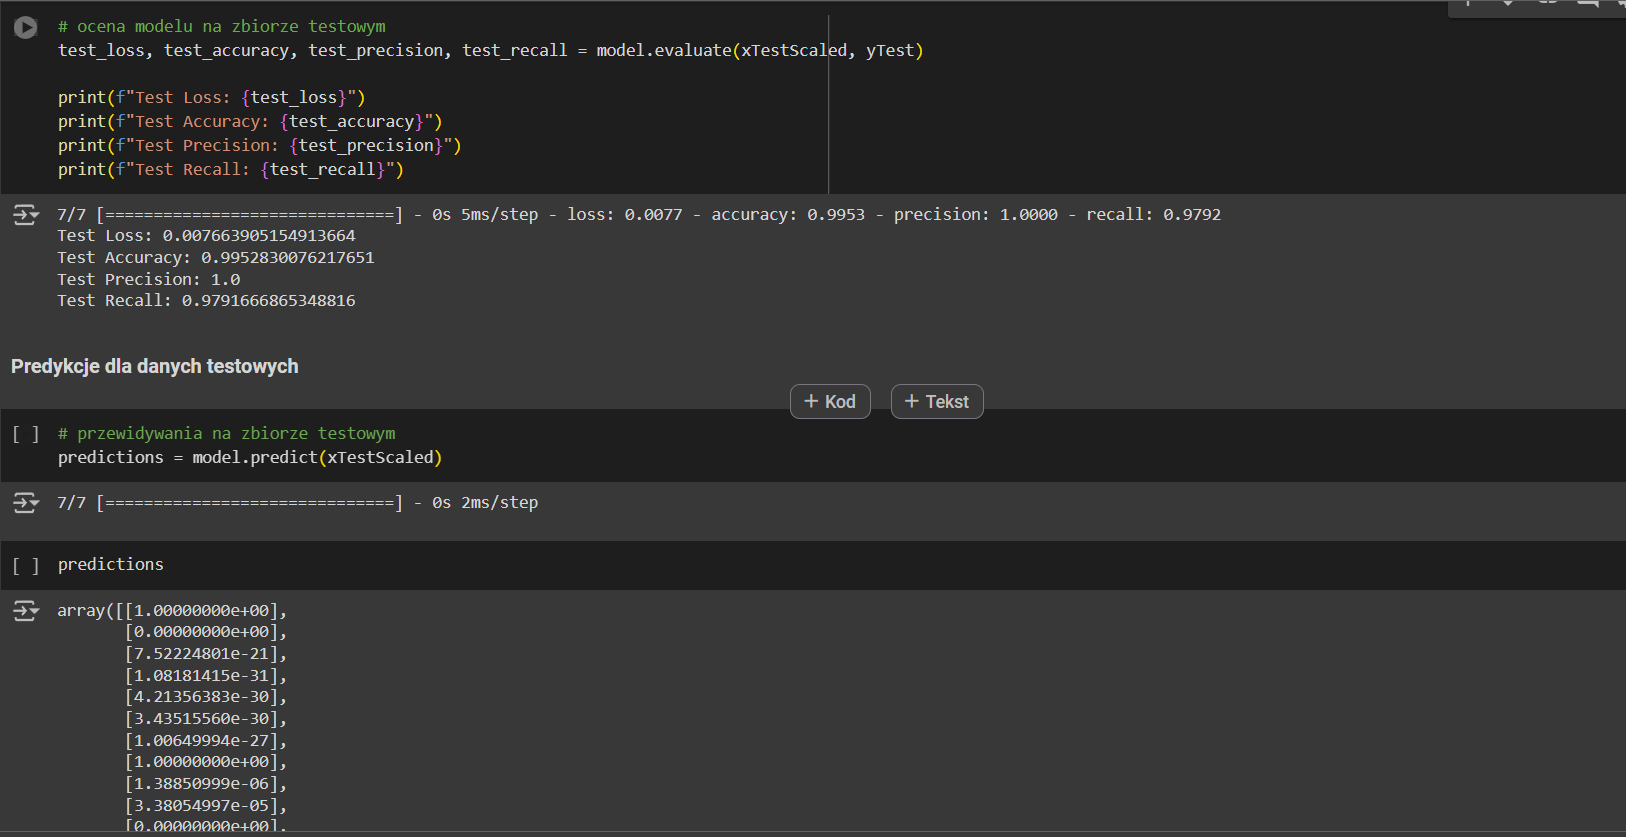 # ocena modelu na zbiorze testowym
test_loss, test_accuracy, test_precision, test_recall = model.evaluate(xTestScaled, yTest)
print(f"Test Loss: {test_loss}")
print(f"Test Accuracy: {test_accuracy}")
print(f"Test Precision: {test_precision}")
print(f"Test Recall: {test_recall}")
7/7 [==============================] - 0s 5ms/step - loss: 0.0077 - accuracy: 0.9953 - precision: 1.0000 - recall: 0.9792
Test Loss: 0.007663905154913664
Test Accuracy: 0.9952830076217651
Test Precision: 1.0
Test Recall: 0.9791666865348816
Predykcje dla danych testowych
+ Kod + Tekst
[ ] # przewidywania na zbiorze testowym
predictions = model.predict(xTestScaled)
7/7 [==============================] - 0s 2ms/step
[ ] predictions
array([[1.00000000e+00],
[0.00000000e+00],
[7.52224801e-21],
[1.08181415e-31],
[4.21356383e-30],
[3.43515560e-30],
[1.00649994e-27],
[1.00000000e+00],
[1.38850999e-06],
[3.38054997e-05],
[0.00000000e+00],